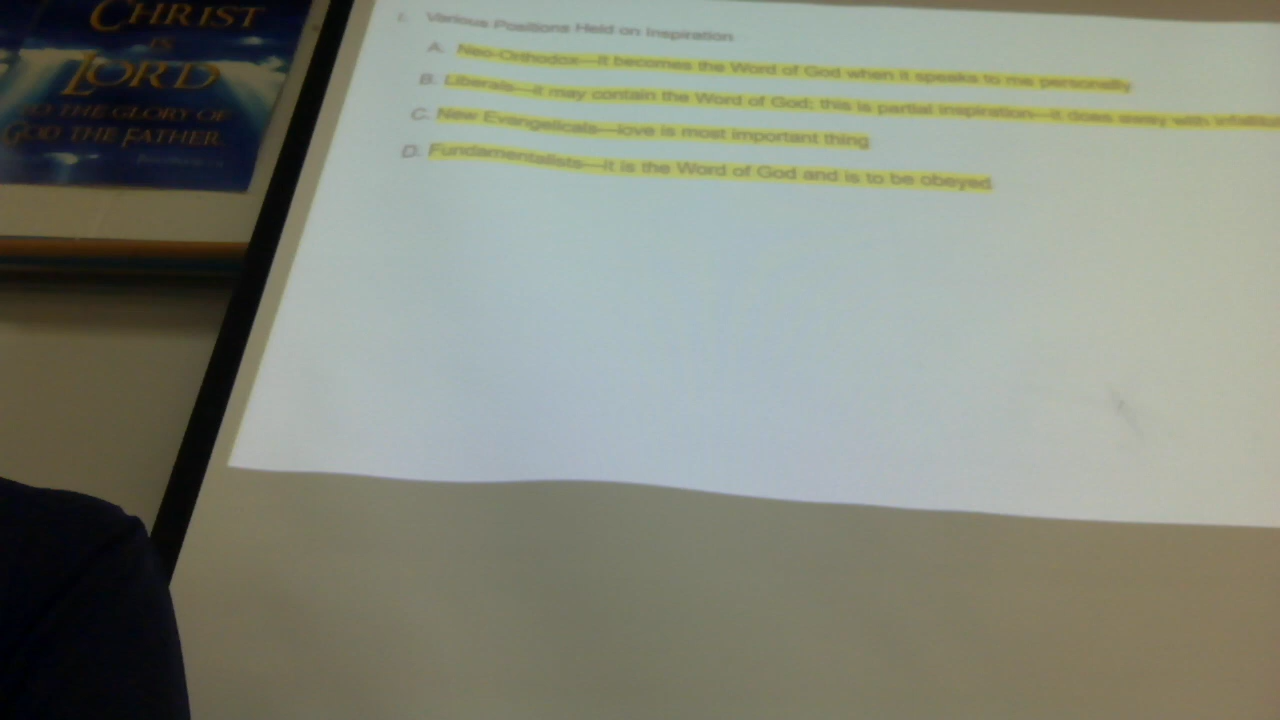 CHRIST
IS
LORD
THE GLORY OF
GOD THE FATHER
I. Various Positions Held on Inspiration
A. Neo-Orthodox—it becomes the Word of God when it speaks to me personally
B. Liberals—it may contain the Word of God; this is partial inspiration—it does away with
C. New Evangelicals—love is most important thing
D. Fundamentalists—it is the Word of God and is to be obeyed